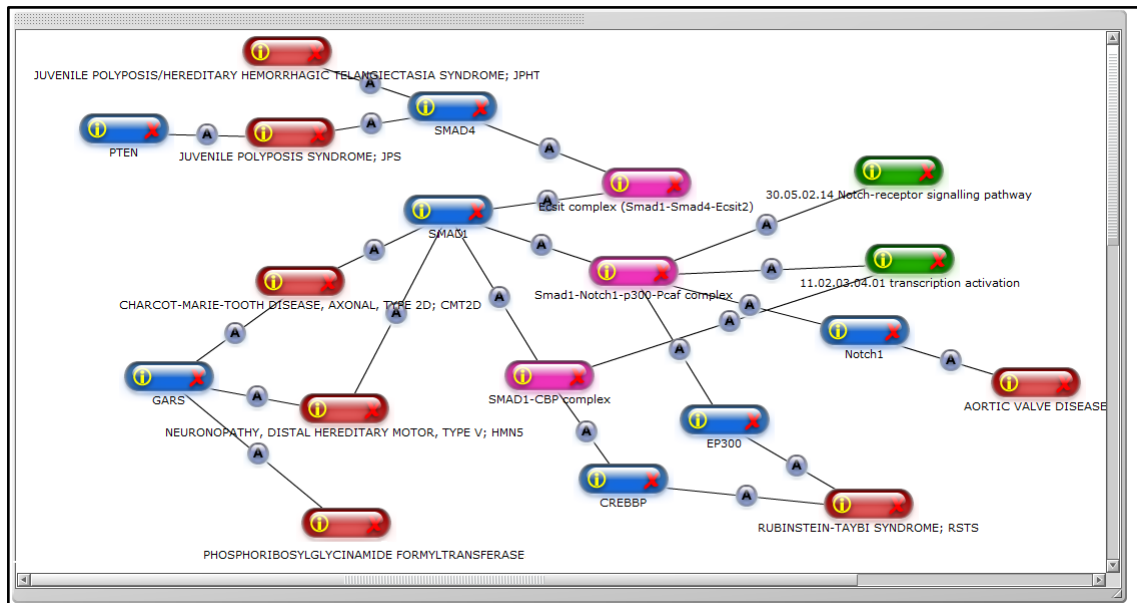 JUVENILE POLYPOSIS/HEREDITARY HEMORRHAGIC TELANGIECTASIA SYNDROME; JPHT
A
SMAD4
A
A
PTEN
JUVENILE POLYPOSIS SYNDROME; JPS
A
30.05.02.14 Notch-receptor signalling pathway
A
Ecsit complex (Smad1-Smad4-Ecsit2)
A
SMAD1
A
A
A
11.02.03.04.01 transcription activation
Smad1-Notch1-p300-Pcaf complex
A
CHARCOT-MARIE-TOOTH DISEASE, AXONAL, TYPE 2D; CMT2D
A
A
A
A
A
Notch1
A
A
GARS
SMAD1-CBP complex
A
AORTIC VALVE DISEASE
NEURONOPATHY, DISTAL HEREDITARY MOTOR, TYPE V; HMN5
A
EP300
A
A
A
CREBBP
RUBINSTEIN-TAYBI SYNDROME; RSTS
PHOSPHORIBOSYLGLYCINAMIDE FORMYLTRANSFERASE